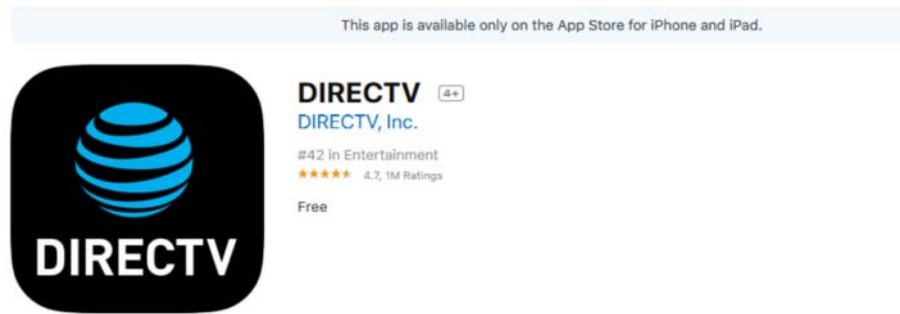 This app is available only on the App Store for iPhone and iPad.
DIRECTV 4+
DIRECTV, Inc.
#42 in Entertainment
★★★★★ 4.7, 1M Ratings
Free
DIRECTV